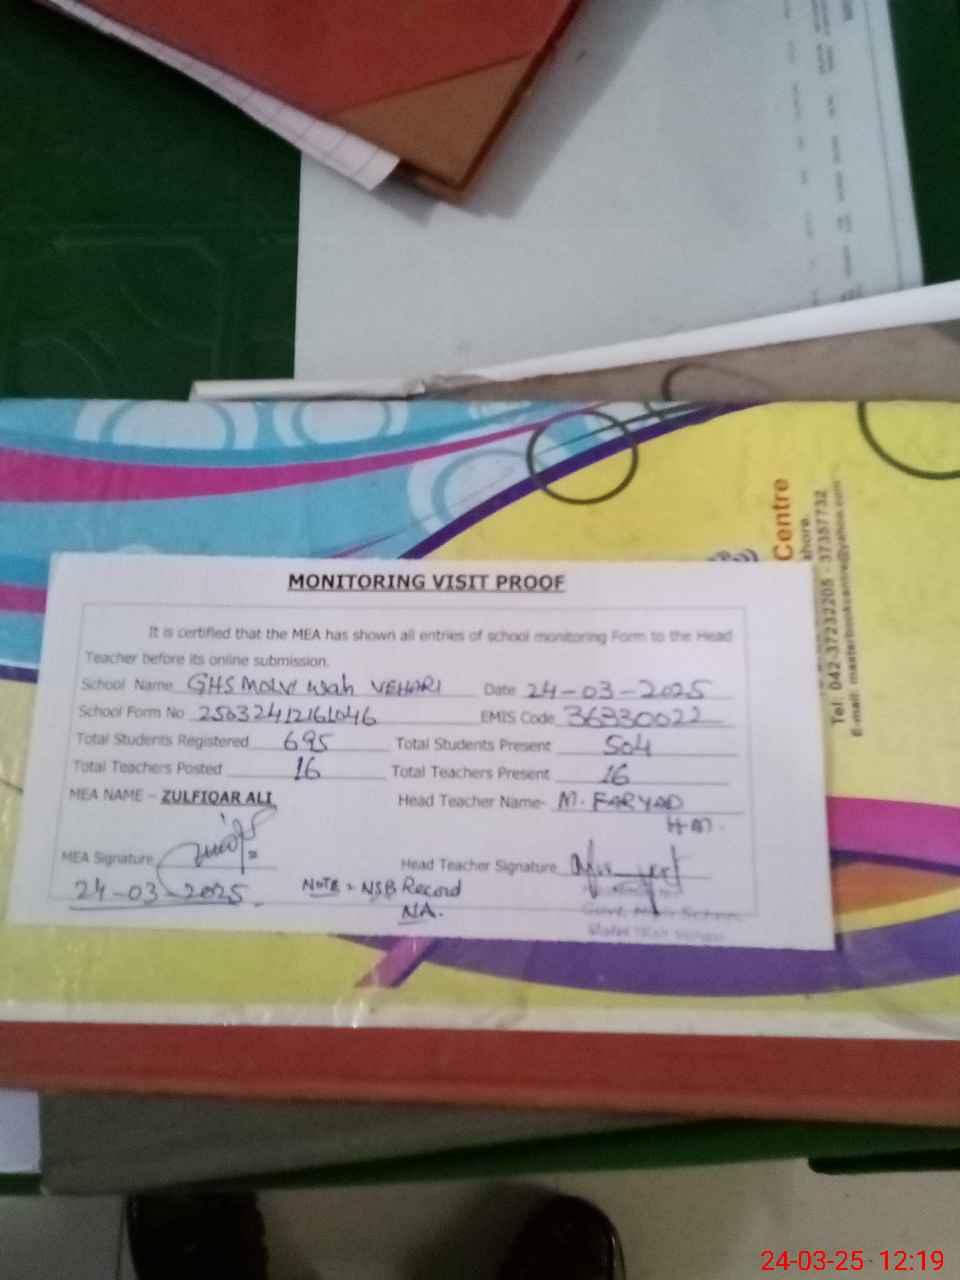 Centre
Tel : 042-37232205 - 37357732
E-mail: masterbookcentre@yahoo.com
MONITORING VISIT PROOF
It is certified that the MEA has shown all entries of school monitoring Form to the Head
Teacher before its online submission.
School Name GHS MOLVI Wah VEHARI Date 24-03-2025
School Form No 25032412161046 EMIS Code 36330022
Total Students Registered 695 Total Students Present 504
Total Teachers Posted 16 Total Teachers Present 16
MEA NAME – ZULFIQAR ALI Head Teacher Name- M. FARYAD
H.M.
MEA Signature Head Teacher Signature
24-03-2025 NOTE = NSB Record
NA.
24-03-25 12:19